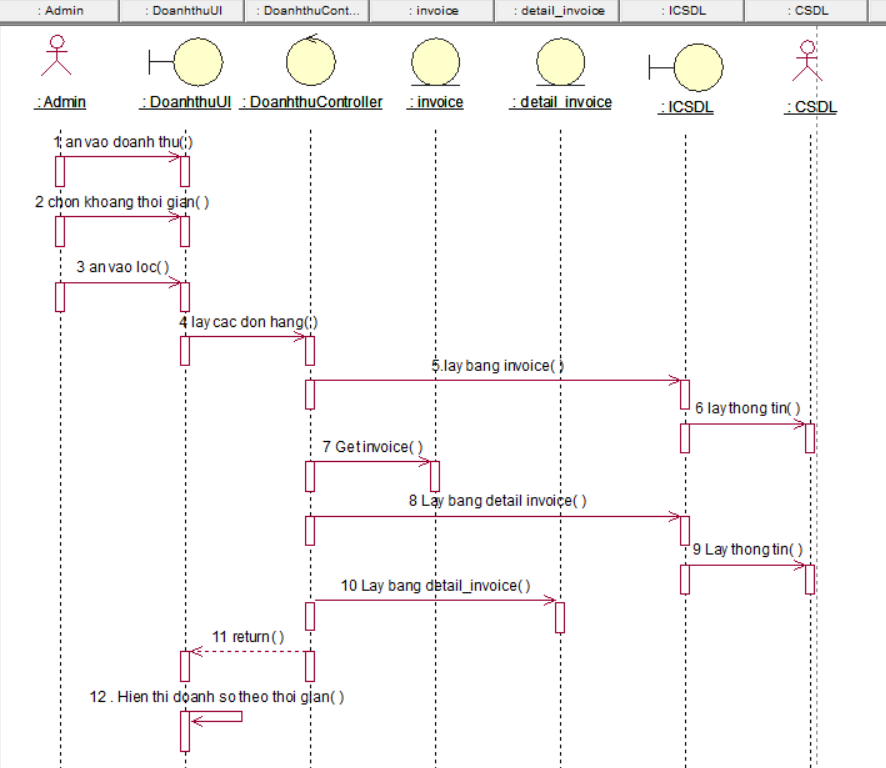 : Admin
: DoanhthuUI
: DoanhthuCont...
: invoice
: detail_invoice
: ICSDL
: CSDL
: Admin
: DoanhthuUI
: DoanhthuController
: invoice
: detail_invoice
: ICSDL
: CSDL
1 an vao doanh thu( )
2 chon khoang thoi gian( )
3 an vao loc( )
4 lay cac don hang( )
5.lay bang invoice( )
6 lay thong tin( )
7 Get invoice( )
8 Lay bang detail invoice( )
9 Lay thong tin( )
10 Lay bang detail_invoice( )
11 return( )
12 . Hien thi doanh so theo thoi gian( )